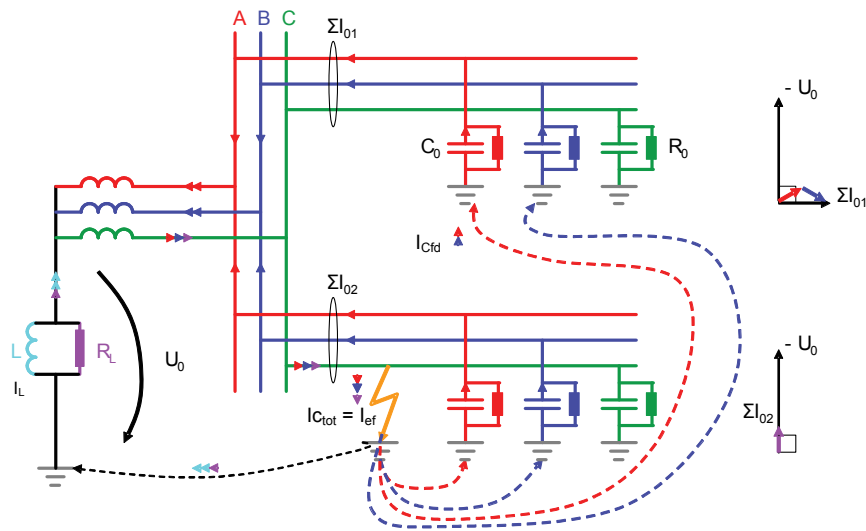 A B C
ΣI01
- U0
C0
R0
ΣI01
ICfd
ΣI02
- U0
L
RL
U0
IL
Ictot = Ief
ΣI02